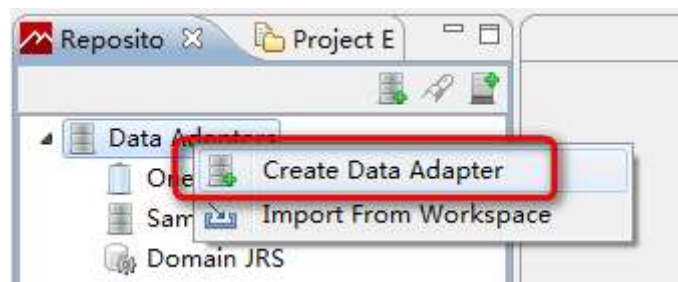 Reposito Project E
Data Adapters
One
Create Data Adapter
Sam
Import From Workspace
Domain JRS